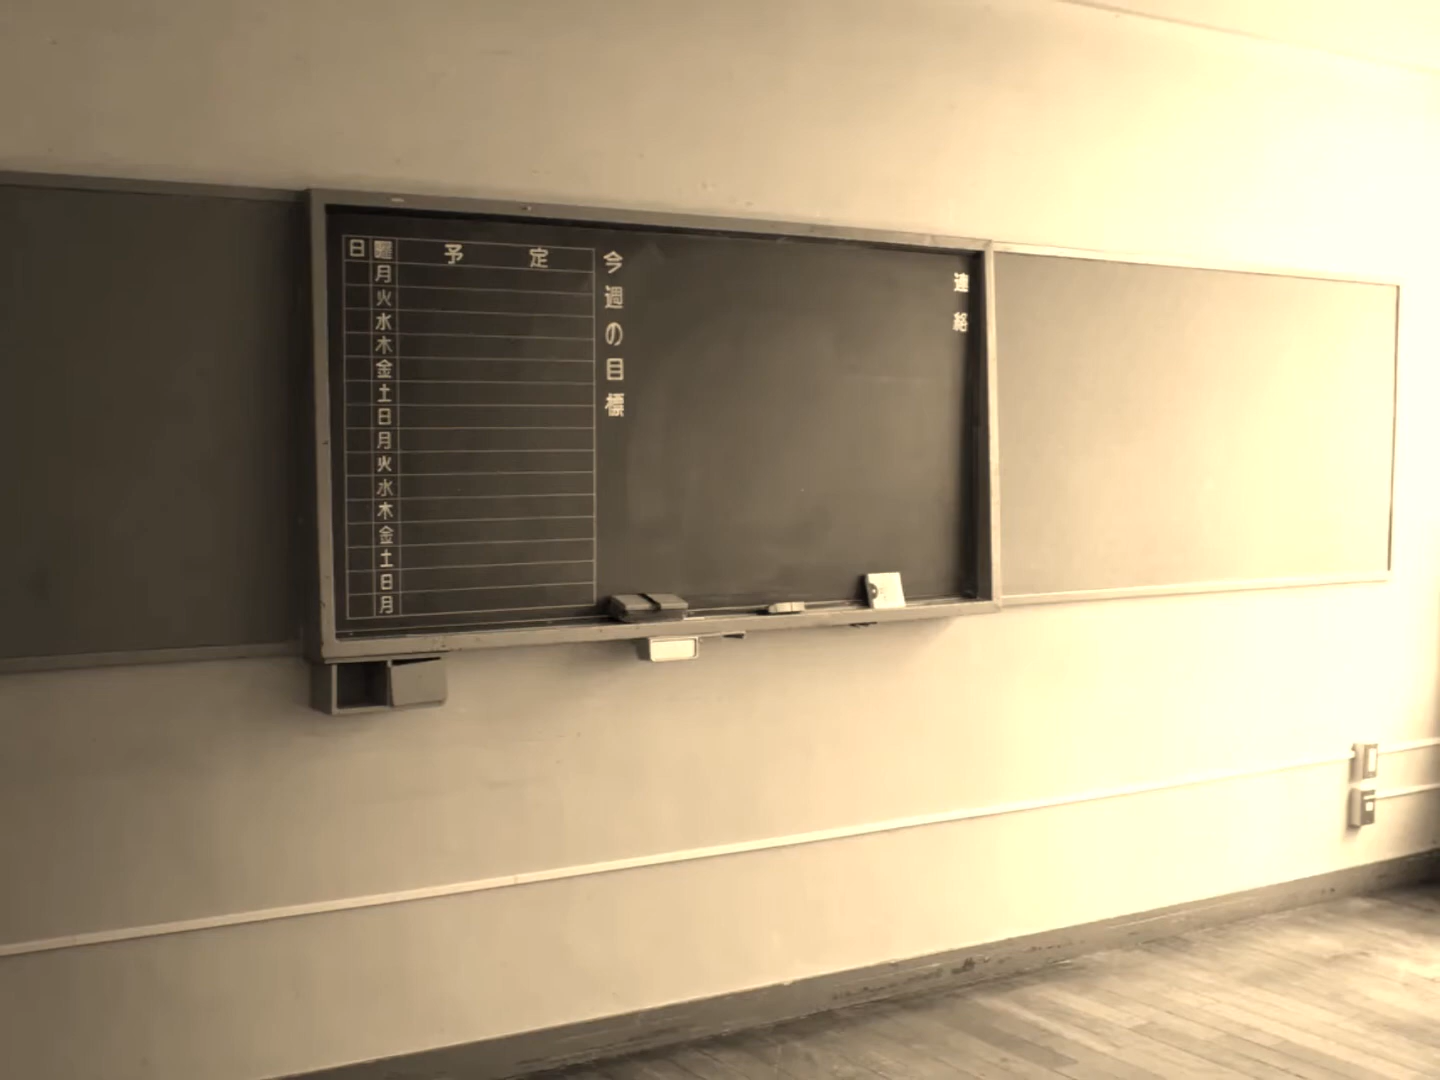 日 曜 予定
月
火
水
木
金
土
日
月
火
水
木
金
土
日
月
今週の目標
連絡